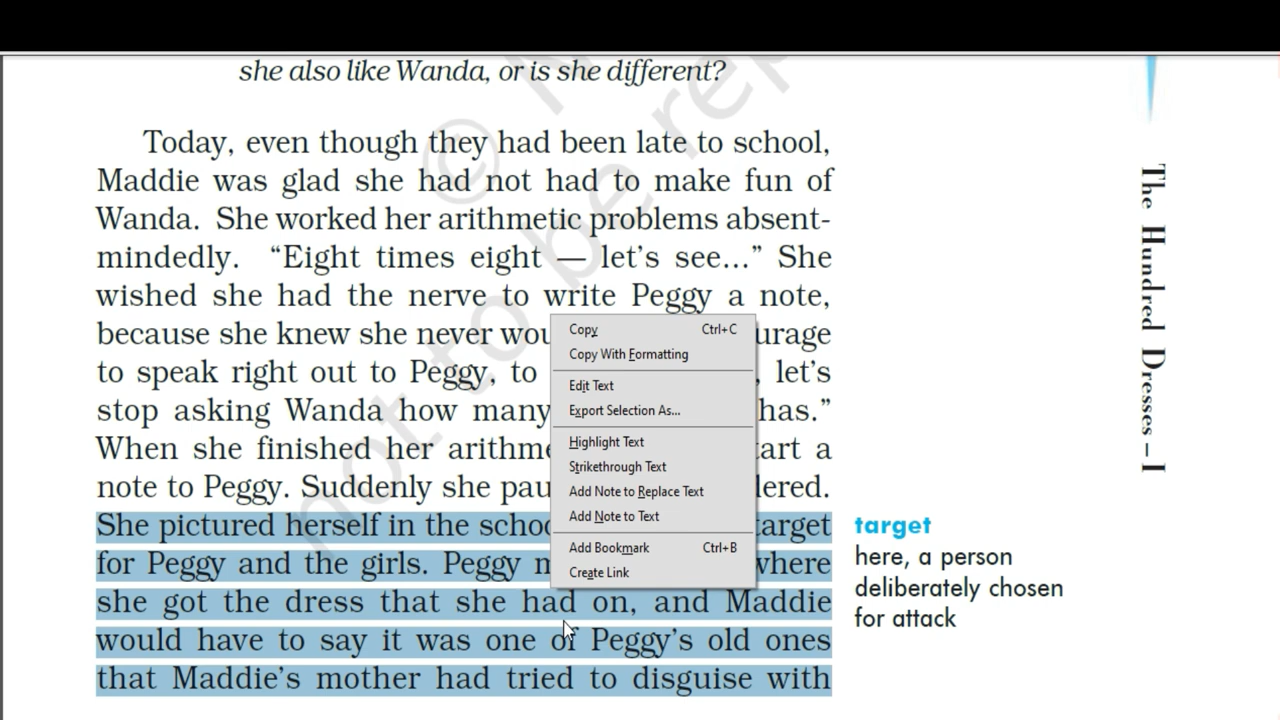 she also like Wanda, or is she different?
Today, even though they had been late to school,
Maddie was glad she had not had to make fun of
Wanda. She worked her arithmetic problems absent-
mindedly. “Eight times eight — let’s see...” She
wished she had the nerve to write Peggy a note,
because she knew she never
to speak right out to Peggy, to , let’s
stop asking Wanda how many has.”
When she finished her a
note to Peggy. Suddenly she
She pictured herself in the target
for Peggy and the girls. Peggy
she got the dress that she had on, and Maddie
would have to say it was one of Peggy’s old ones
that Maddie’s mother had tried to disguise with
Copy Ctrl+C
Copy With Formatting
Edit Text
Export Selection As...
Highlight Text
Strikethrough Text
Add Note to Replace Text
Add Note to Text
Add Bookmark Ctrl+B
Create Link
target
here, a person
deliberately chosen
for attack
The Hundred Dresses – I
©
not to be